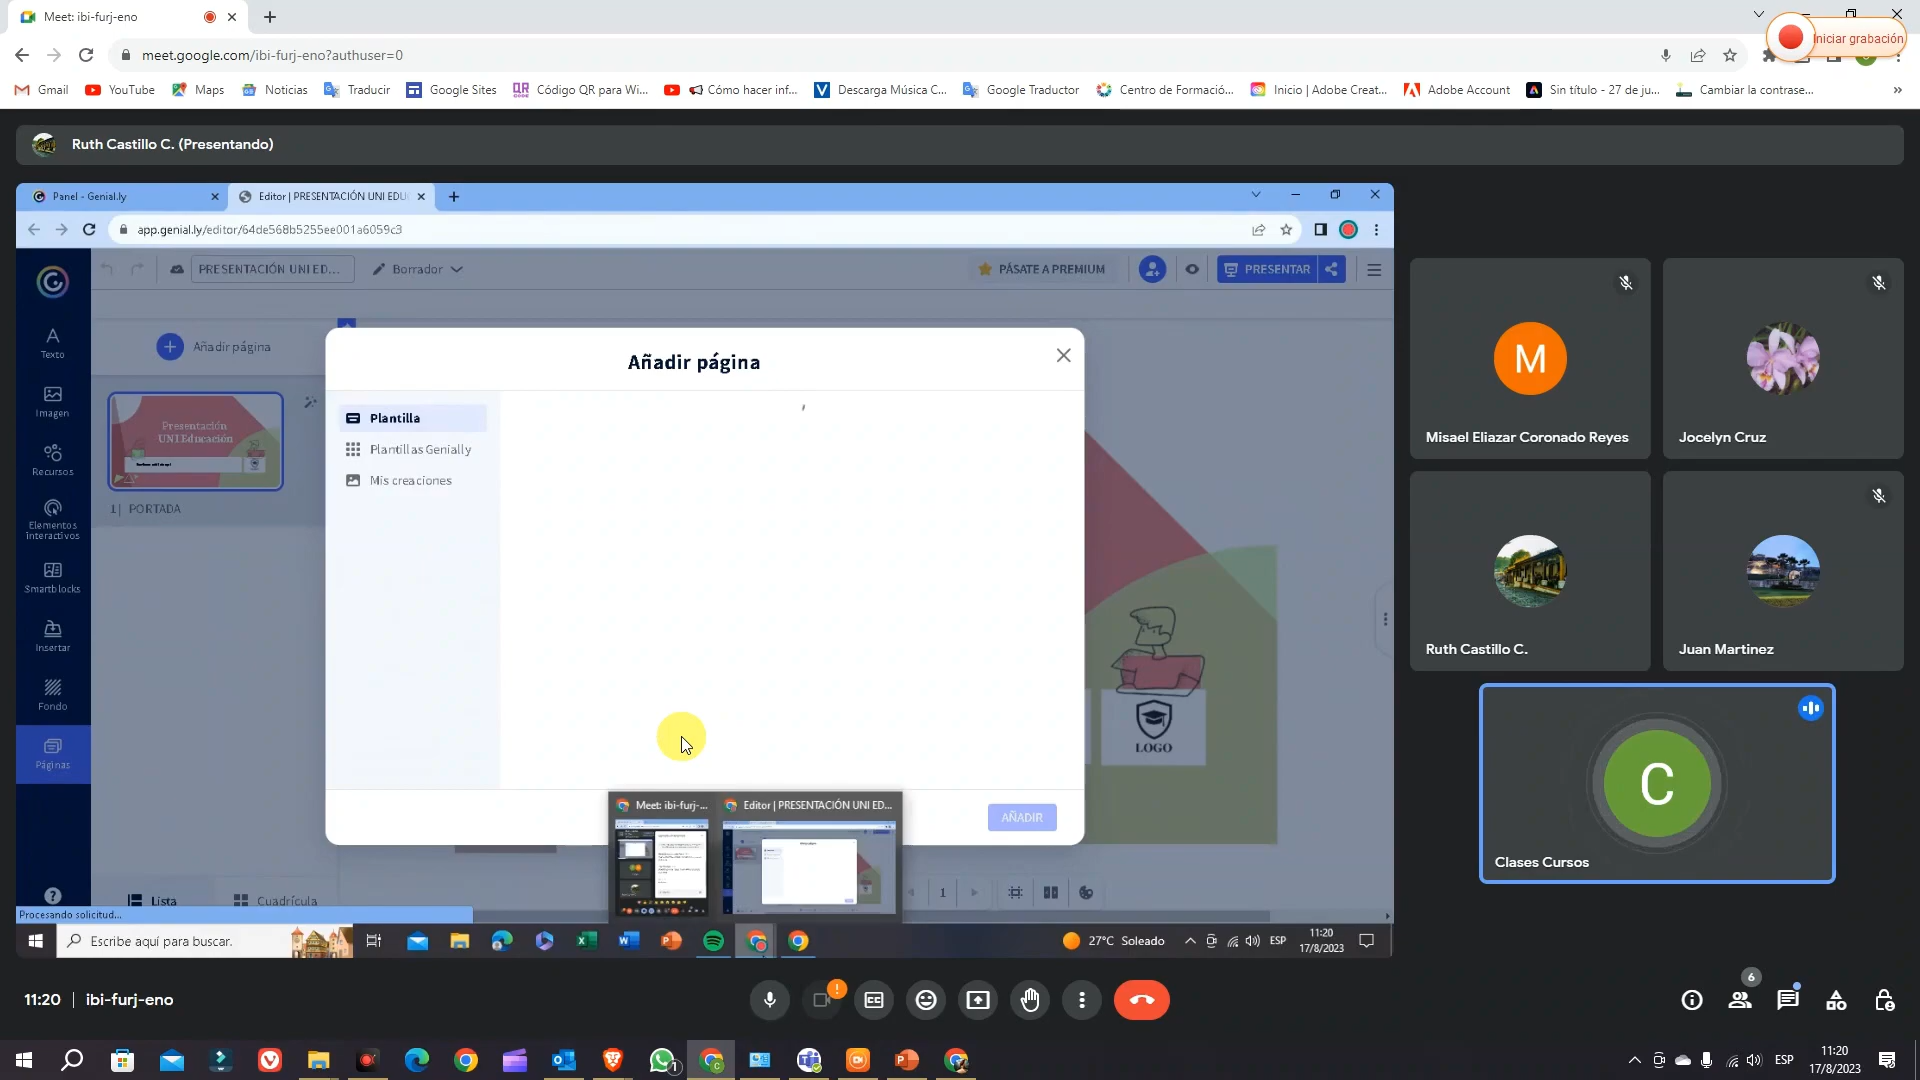 Meet: ibi-furj-eno
Iniciar grabación
meet.google.com/ibi-furj-eno?authuser=0
Gmail
YouTube
Maps
Noticias
Traducir
Google Sites
Código QR para Wi...
Cómo hacer inf...
Descarga Música C...
Google Traductor
Centro de Formació...
Inicio | Adobe Creat...
Adobe Account
Sin título - 27 de ju...
Cambiar la contrase...
Ruth Castillo C. (Presentando)
Panel - Genial.ly
Editor | PRESENTACIÓN UNI EDU
app.genial.ly/editor/64de568b5255ee001a6059c3
PRESENTACIÓN UNI ED...
Borrador
PÁSATE A PREMIUM
PRESENTAR
Texto
Imagen
Recursos
Elementos
interactivos
Smartblocks
Insertar
Fondo
Páginas
Añadir página
Presentación
UNI Educación
1| PORTADA
Añadir página
Plantilla
Plantillas Genially
Mis creaciones
AÑADIR
LOGO
Meet: ibi-furj-...
Editor | PRESENTACIÓN UNI ED...
Lista
Cuadrícula
1
Procesando solicitud...
Escribe aquí para buscar.
27°C Soleado
ESP
11:20
17/8/2023
M
Misael Eliazar Coronado Reyes
Jocelyn Cruz
Ruth Castillo C.
Juan Martinez
C
Clases Cursos
11:20 | ibi-furj-eno
6
1
ESP
11:20
17/8/2023